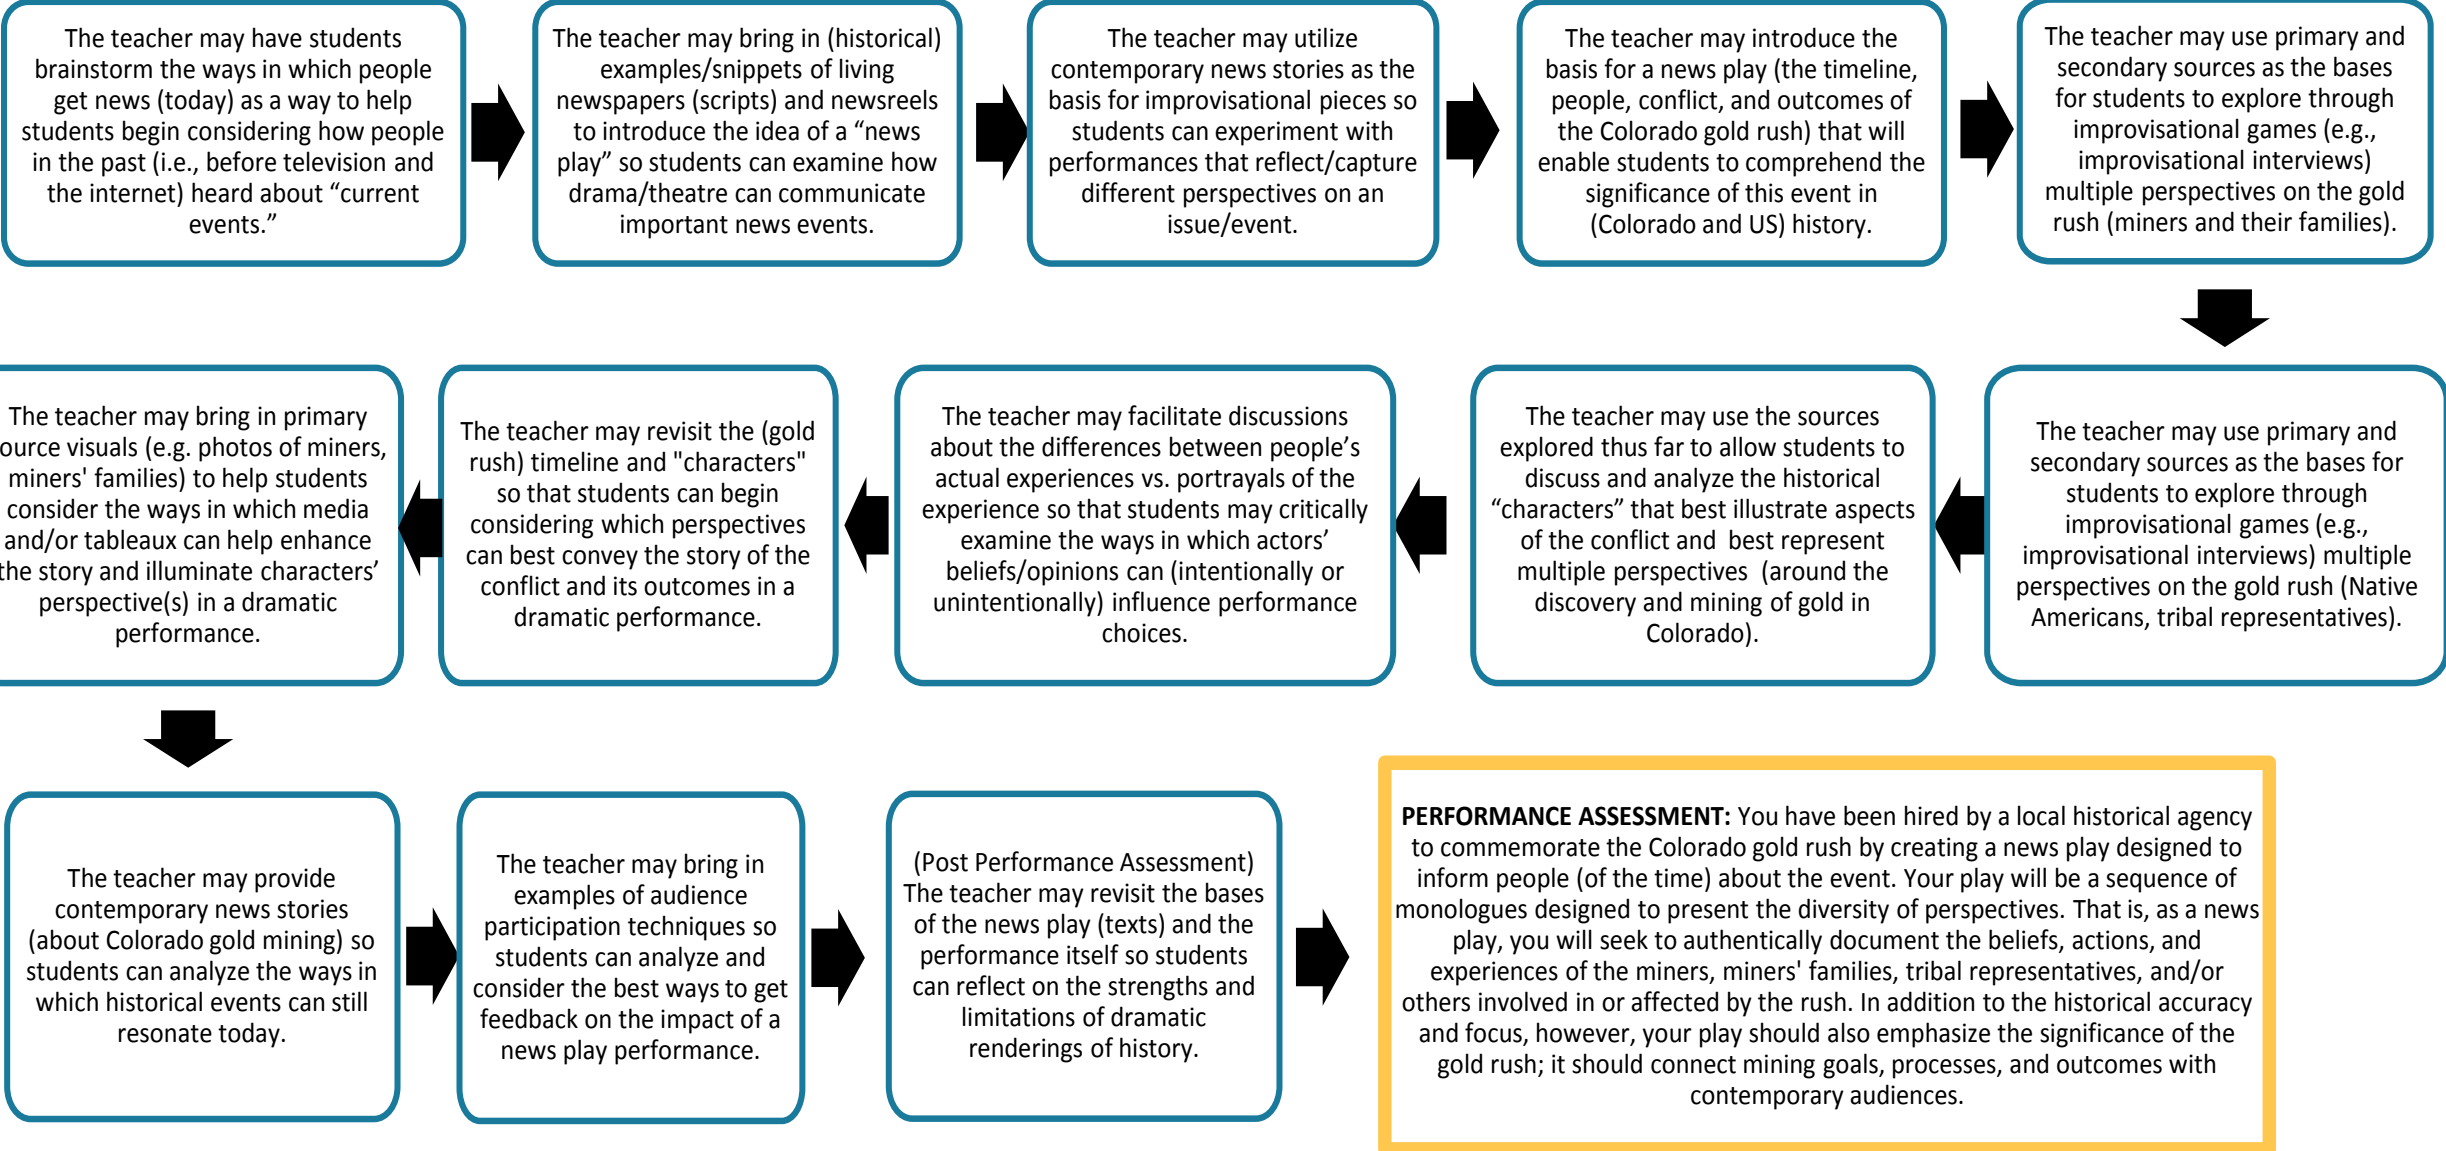 The teacher may have students
brainstorm the ways in which people
get news (today) as a way to help
students begin considering how people
in the past (i.e., before television and
the internet) heard about “current
events.”
The teacher may bring in (historical)
examples/snippets of living
newspapers (scripts) and newsreels
to introduce the idea of a “news
play” so students can examine how
drama/theatre can communicate
important news events.
The teacher may utilize
contemporary news stories as the
basis for improvisational pieces so
students can experiment with
performances that reflect/capture
different perspectives on an
issue/event.
The teacher may introduce the
basis for a news play (the timeline,
people, conflict, and outcomes of
the Colorado gold rush) that will
enable students to comprehend the
significance of this event in
(Colorado and US) history.
The teacher may use primary and
secondary sources as the bases
for students to explore through
improvisational games (e.g.,
improvisational interviews)
multiple perspectives on the gold
rush (miners and their families).
The teacher may use primary and
secondary sources as the bases for
students to explore through
improvisational games (e.g.,
improvisational interviews) multiple
perspectives on the gold rush (Native
Americans, tribal representatives).
The teacher may use the sources
explored thus far to allow students to
discuss and analyze the historical
“characters” that best illustrate aspects
of the conflict and best represent
multiple perspectives (around the
discovery and mining of gold in
Colorado).
The teacher may facilitate discussions
about the differences between people’s
actual experiences vs. portrayals of the
experience so that students may critically
examine the ways in which actors’
beliefs/opinions can (intentionally or
unintentionally) influence performance
choices.
The teacher may revisit the (gold
rush) timeline and "characters"
so that students can begin
considering which perspectives
can best convey the story of the
conflict and its outcomes in a
dramatic performance.
The teacher may bring in primary
ource visuals (e.g. photos of miners,
miners' families) to help students
consider the ways in which media
and/or tableaux can help enhance
the story and illuminate characters’
perspective(s) in a dramatic
performance.
The teacher may provide
contemporary news stories
(about Colorado gold mining) so
students can analyze the ways in
which historical events can still
resonate today.
The teacher may bring in
examples of audience
participation techniques so
students can analyze and
consider the best ways to get
feedback on the impact of a
news play performance.
(Post Performance Assessment)
The teacher may revisit the bases
of the news play (texts) and the
performance itself so students
can reflect on the strengths and
limitations of dramatic
renderings of history.
PERFORMANCE ASSESSMENT: You have been hired by a local historical agency
to commemorate the Colorado gold rush by creating a news play designed to
inform people (of the time) about the event. Your play will be a sequence of
monologues designed to present the diversity of perspectives. That is, as a news
play, you will seek to authentically document the beliefs, actions, and
experiences of the miners, miners' families, tribal representatives, and/or
others involved in or affected by the rush. In addition to the historical accuracy
and focus, however, your play should also emphasize the significance of the
gold rush; it should connect mining goals, processes, and outcomes with
contemporary audiences.